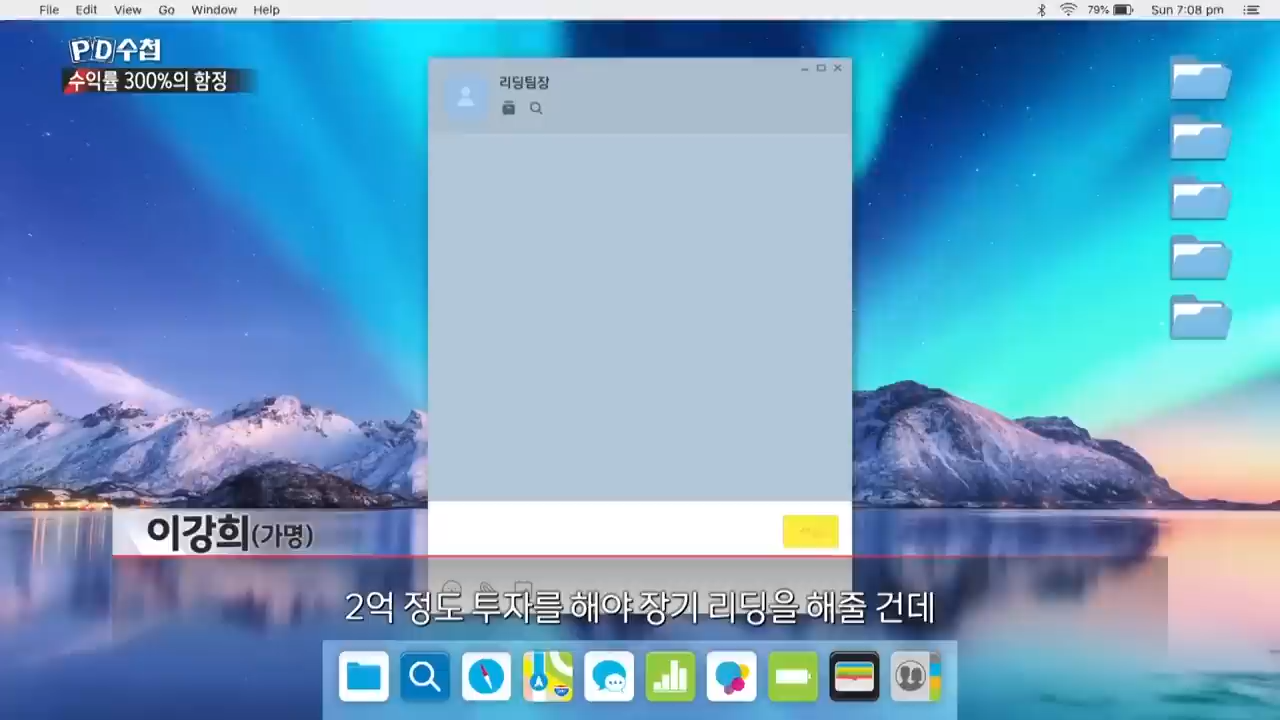 File Edit View Go Window Help
79% Sun 7:08 pm
PD수첩
수익률 300%의 함정
리딩팀장
이강희(가명)
2억 정도 투자를 해야 장기 리딩을 해줄 건데